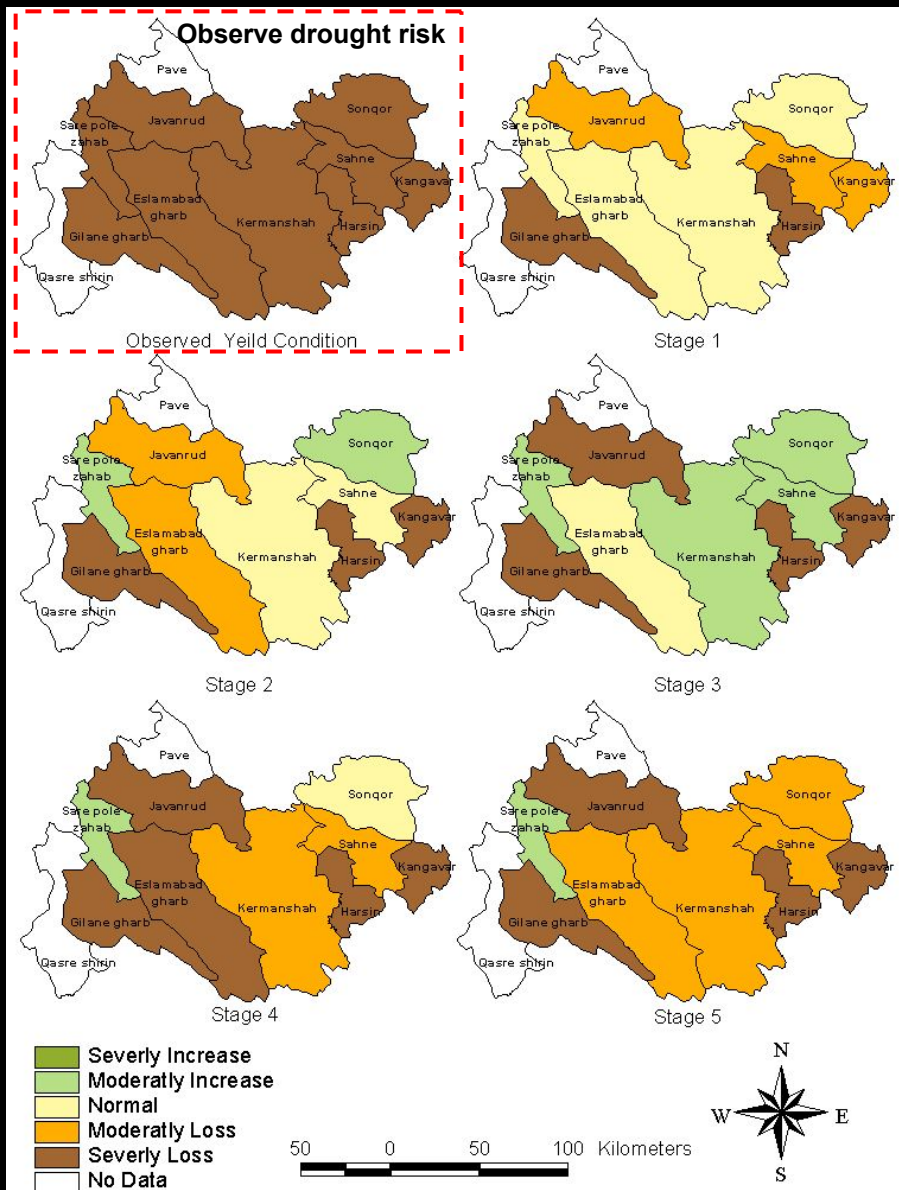 Observe drought risk
Pave
Sonqor
Javanrud
Sare pole
zahab
Sahne
Kangavar
Eslamabad
gharb
Kermanshah
Harsin
Gilane gharb
Qasre shirin
Observed Yeild Condition
Pave
Sonqor
Javanrud
Sare pole
zahab
Sahne
Kangavar
Eslamabad
gharb
Kermanshah
Harsin
Gilane gharb
Qasre shirin
Stage 1
Pave
Sonqor
Javanrud
Sare pole
zahab
Sahne
Kangavar
Eslamabad
gharb
Kermanshah
Harsin
Gilane gharb
Qasre shirin
Stage 2
Pave
Sonqor
Javanrud
Sare pole
zahab
Sahne
Kangavar
Eslamabad
gharb
Kermanshah
Harsin
Gilane gharb
Qasre shirin
Stage 3
Pave
Sonqor
Javanrud
Sare pole
zahab
Sahne
Kangavar
Eslamabad
gharb
Kermanshah
Harsin
Gilane gharb
Qasre shirin
Stage 4
Pave
Sonqor
Javanrud
Sare pole
zahab
Sahne
Kangavar
Eslamabad
gharb
Kermanshah
Harsin
Gilane gharb
Qasre shirin
Stage 5
Severly Increase
Moderatly Increase
Normal
Moderatly Loss
Severly Loss
No Data
50 0 50 100 Kilometers
N
W E
S